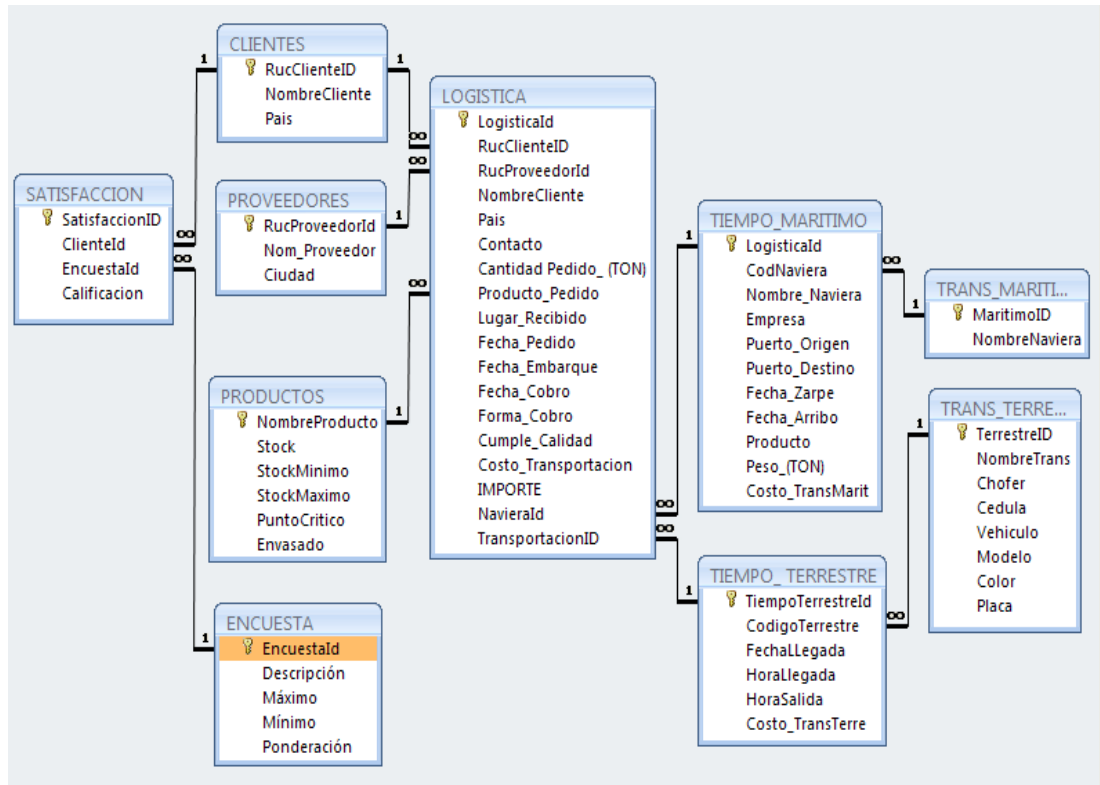 CLIENTES
RucClienteID
NombreCliente
Pais
SATISFACCION
SatisfaccionID
ClienteId
EncuestaId
Calificacion
PROVEEDORES
RucProveedorId
Nom_Proveedor
Ciudad
PRODUCTOS
NombreProducto
Stock
StockMinimo
StockMaximo
PuntoCritico
Envasado
ENCUESTA
EncuestaId
Descripción
Máximo
Mínimo
Ponderación
LOGISTICA
LogisticaId
RucClienteID
RucProveedorId
NombreCliente
Pais
Contacto
Cantidad Pedido_ (TON)
Producto_Pedido
Lugar_Recibido
Fecha_Pedido
Fecha_Embarque
Fecha_Cobro
Forma_Cobro
Cumple_Calidad
Costo_Transportacion
IMPORTE
NavieraId
TransportacionID
TIEMPO_MARITIMO
LogisticaId
CodNaviera
Nombre_Naviera
Empresa
Puerto_Origen
Puerto_Destino
Fecha_Zarpe
Fecha_Arribo
Producto
Peso_(TON)
Costo_TransMarit
TIEMPO_ TERRESTRE
TiempoTerrestreId
CodigoTerrestre
FechaLLegada
HoraLlegada
HoraSalida
Costo_TransTerre
TRANS_MARITI...
MaritimoID
NombreNaviera
TRANS_TERRE...
TerrestreID
NombreTrans
Chofer
Cedula
Vehiculo
Modelo
Color
Placa
1
∞
1
∞
1
∞
1
∞
1
∞
1
∞
1
∞
1
∞
1
∞